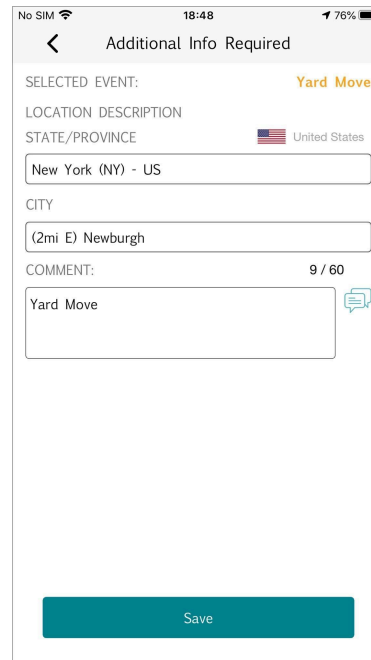 No SIM 18:48 76%
Additional Info Required
SELECTED EVENT: Yard Move
LOCATION DESCRIPTION
STATE/PROVINCE United States
New York (NY) - US
CITY
(2mi E) Newburgh
COMMENT: 9 / 60
Yard Move
Save